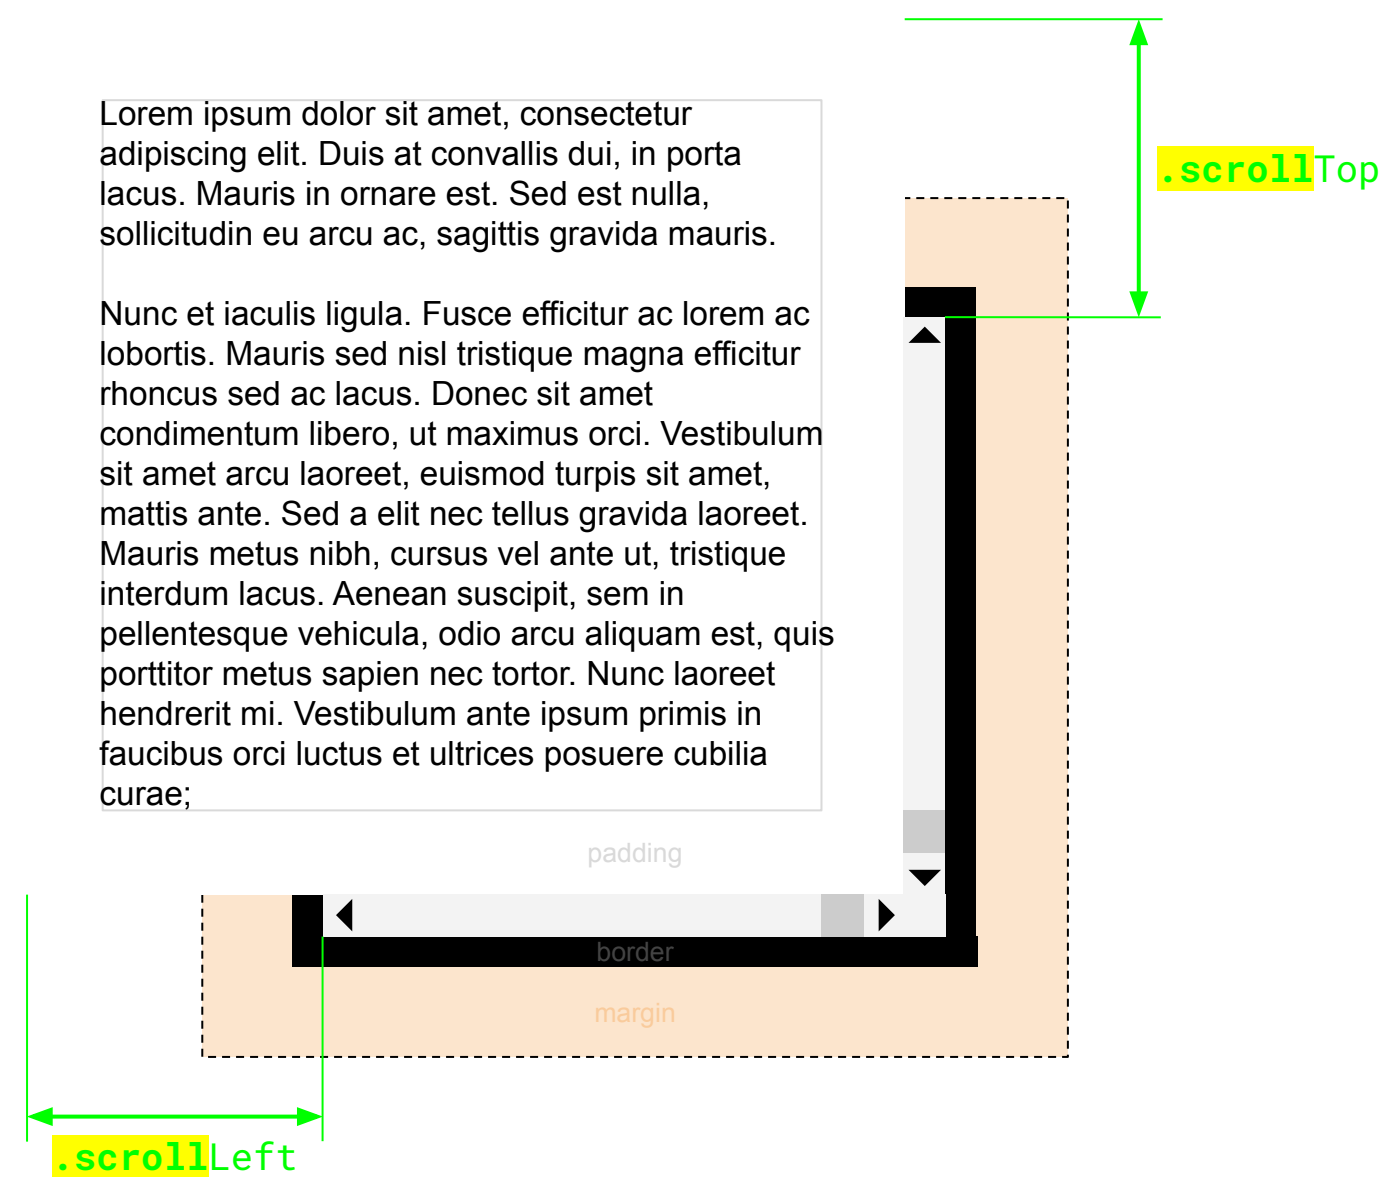 Lorem ipsum dolor sit amet, consectetur
adipiscing elit. Duis at convallis dui, in porta
lacus. Mauris in ornare est. Sed est nulla,
sollicitudin eu arcu ac, sagittis gravida mauris.
Nunc et iaculis ligula. Fusce efficitur ac lorem ac
lobortis. Mauris sed nisl tristique magna efficitur
rhoncus sed ac lacus. Donec sit amet
condimentum libero, ut maximus orci. Vestibulum
sit amet arcu laoreet, euismod turpis sit amet,
mattis ante. Sed a elit nec tellus gravida laoreet.
Mauris metus nibh, cursus vel ante ut, tristique
interdum lacus. Aenean suscipit, sem in
pellentesque vehicula, odio arcu aliquam est, quis
porttitor metus sapien nec tortor. Nunc laoreet
hendrerit mi. Vestibulum ante ipsum primis in
faucibus orci luctus et ultrices posuere cubilia
curae;
.scrollTop
padding
border
margin
.scrollLeft